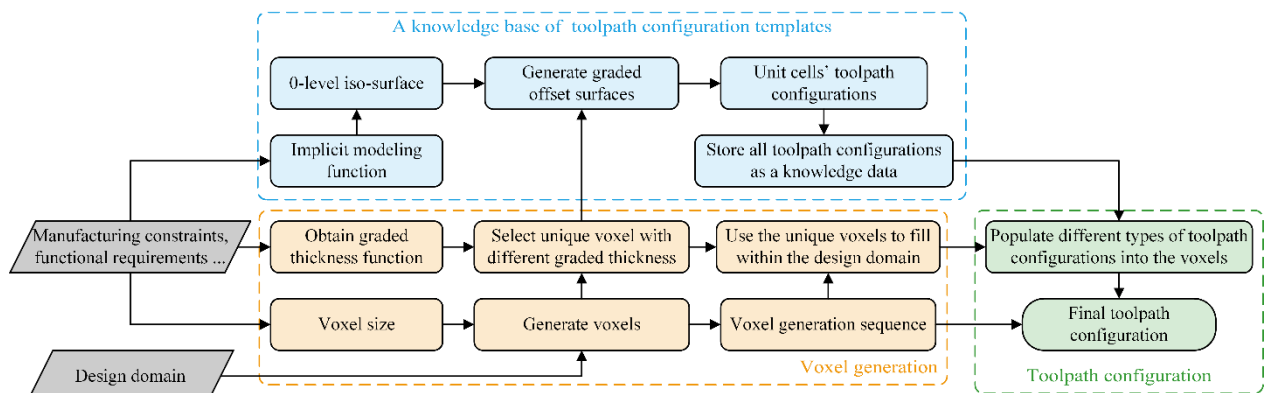 A knowledge base of toolpath configuration templates
0-level iso-surface
Generate graded
offset surfaces
Unit cells’ toolpath
configurations
Implicit modeling
function
Store all toolpath configurations
as a knowledge data
Manufacturing constraints,
functional requirements ...
Obtain graded
thickness function
Select unique voxel with
different graded thickness
Use the unique voxels to fill
within the design domain
Populate different types of toolpath
configurations into the voxels
Voxel size
Generate voxels
Voxel generation sequence
Final toolpath
configuration
Design domain
Voxel generation
Toolpath configuration